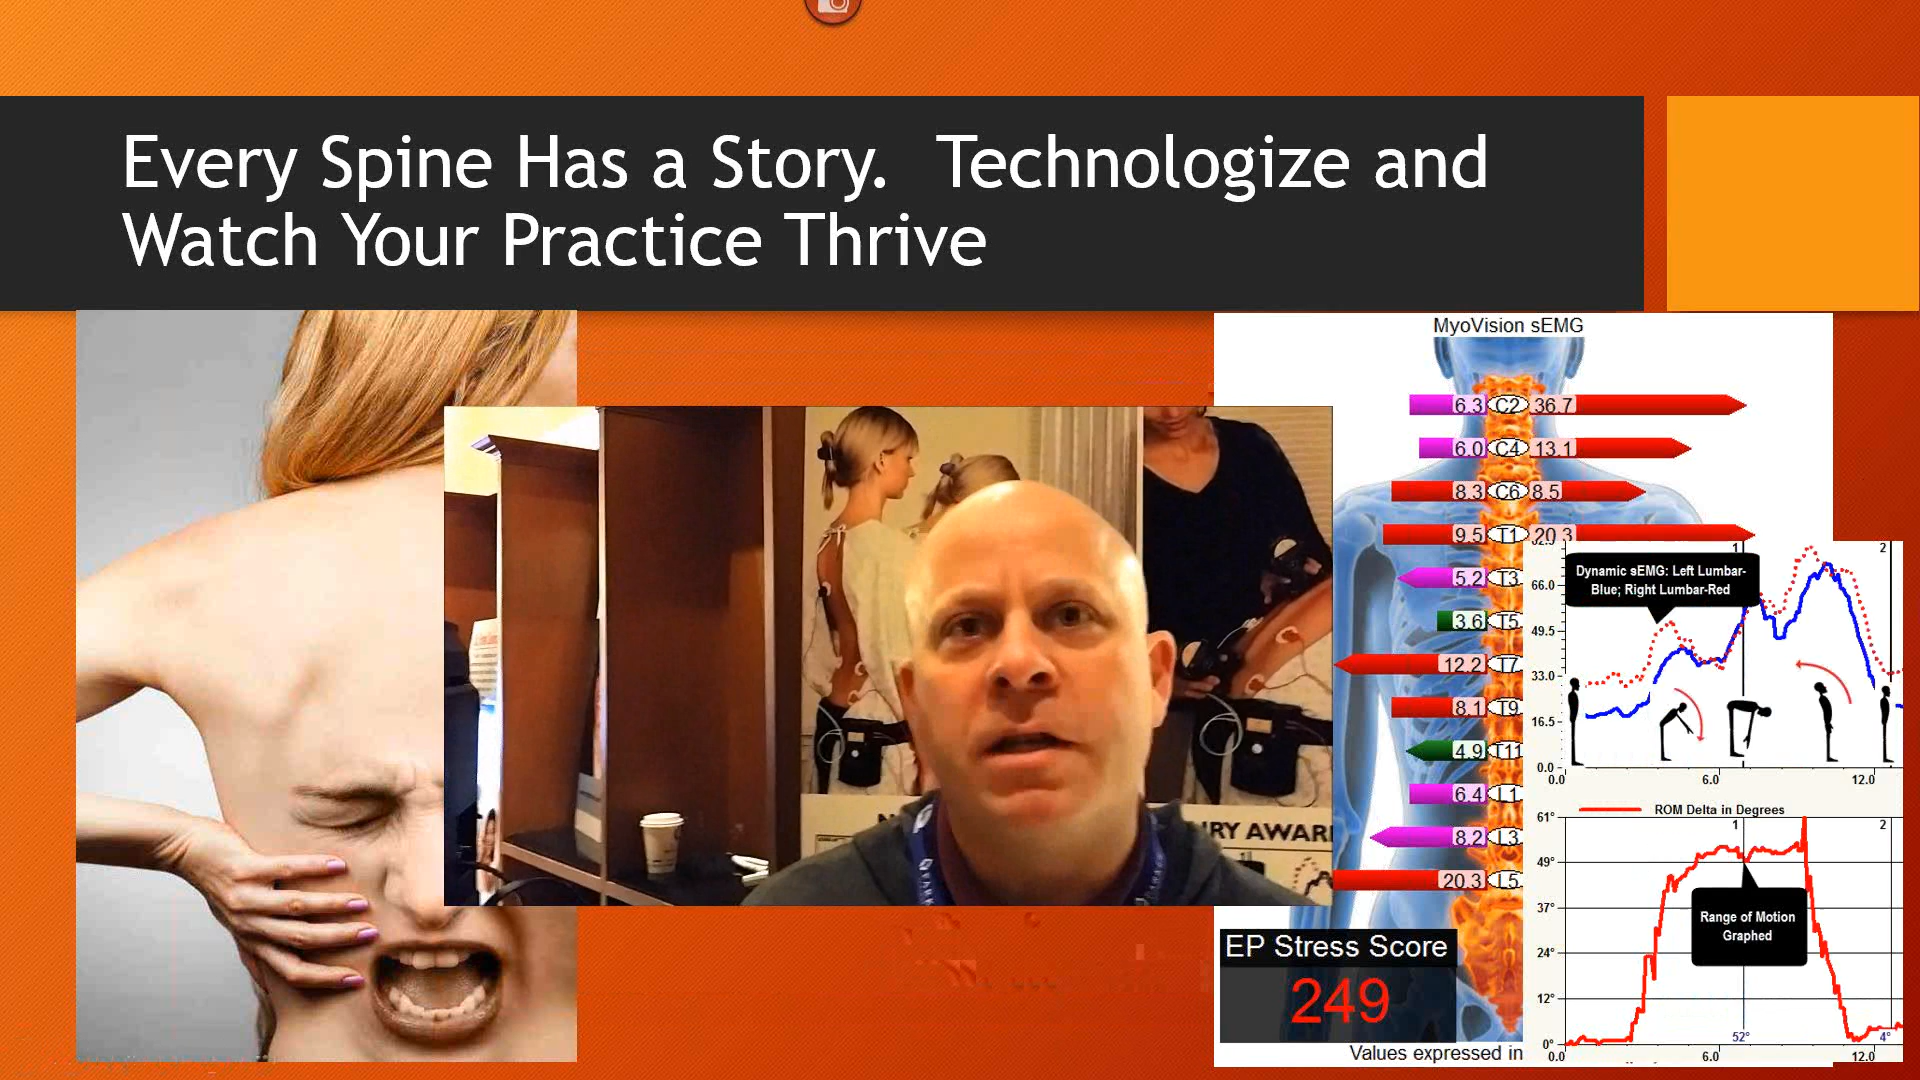 Every Spine Has a Story. Technologize and
Watch Your Practice Thrive
MyoVision sEMG
6.3 C2 36.7
6.0 C4 13.1
8.3 C6 8.5
9.5 T1 20.3
5.2 T3
3.6 T5
12.2 T7
8.1 T9
4.9 T11
6.4 L1
8.2 L3
20.3 L5
EP Stress Score
249
Values expressed in
1 2
Dynamic sEMG: Left Lumbar-
Blue; Right Lumbar-Red
66.0
49.5
33.0
16.5
0.0
0.0 6.0 12.0
ROM Delta in Degrees
1 2
61°
49°
37°
24°
12°
0°
Range of Motion
Graphed
52° 4°
0.0 6.0 12.0
RY AWAR